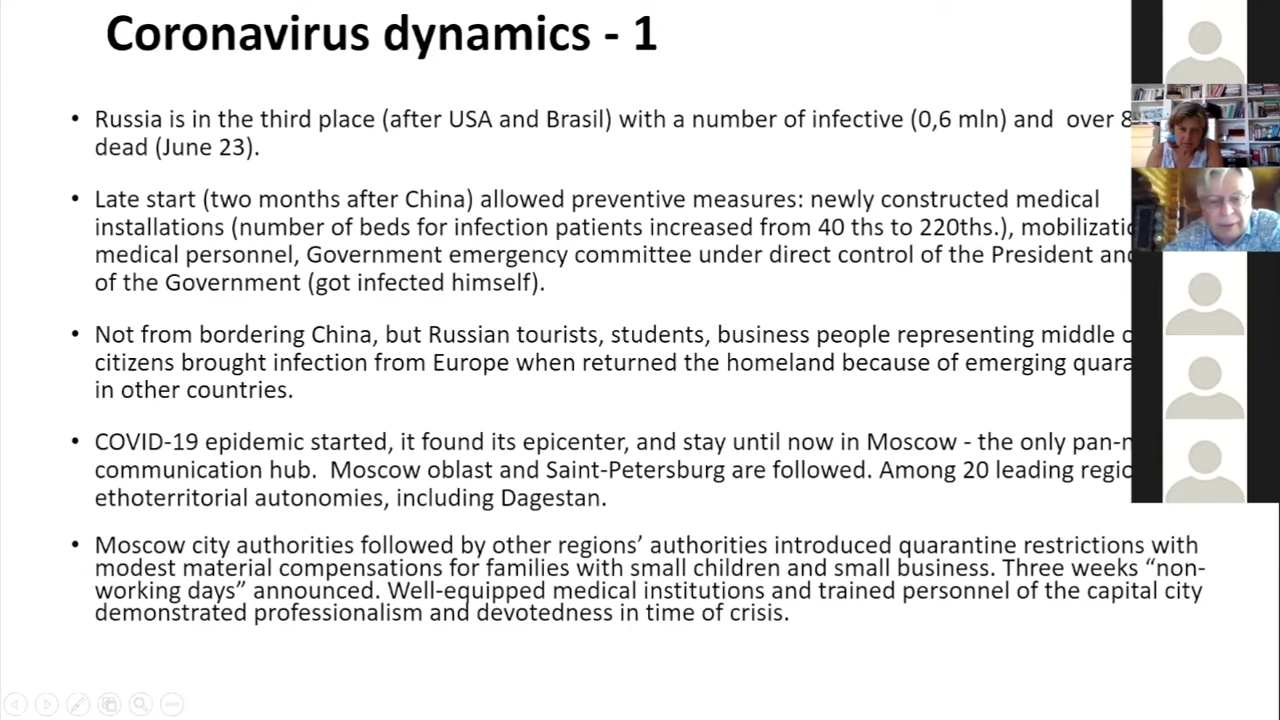 Coronavirus dynamics - 1
• Russia is in the third place (after USA and Brasil) with a number of infective (0,6 mln) and over 8
dead (June 23).
• Late start (two months after China) allowed preventive measures: newly constructed medical
installations (number of beds for infection patients increased from 40 ths to 220ths.),
medical personnel, Government emergency committee under direct control of the President
of the Government (got infected himself).
• Not from bordering China, but Russian tourists, students, business people representing middle
citizens brought infection from Europe when returned the homeland because of emerging
in other countries.
• COVID-19 epidemic started, it found its epicenter, and stay until now in Moscow - the only
communication hub. Moscow oblast and Saint-Petersburg are followed. Among 20 leading
ethoterritorial autonomies, including Dagestan.
• Moscow city authorities followed by other regions’ authorities introduced quarantine restrictions with
modest material compensations for families with small children and small business. Three weeks “non-
working days” announced. Well-equipped medical institutions and trained personnel of the capital city
demonstrated professionalism and devotedness in time of crisis.